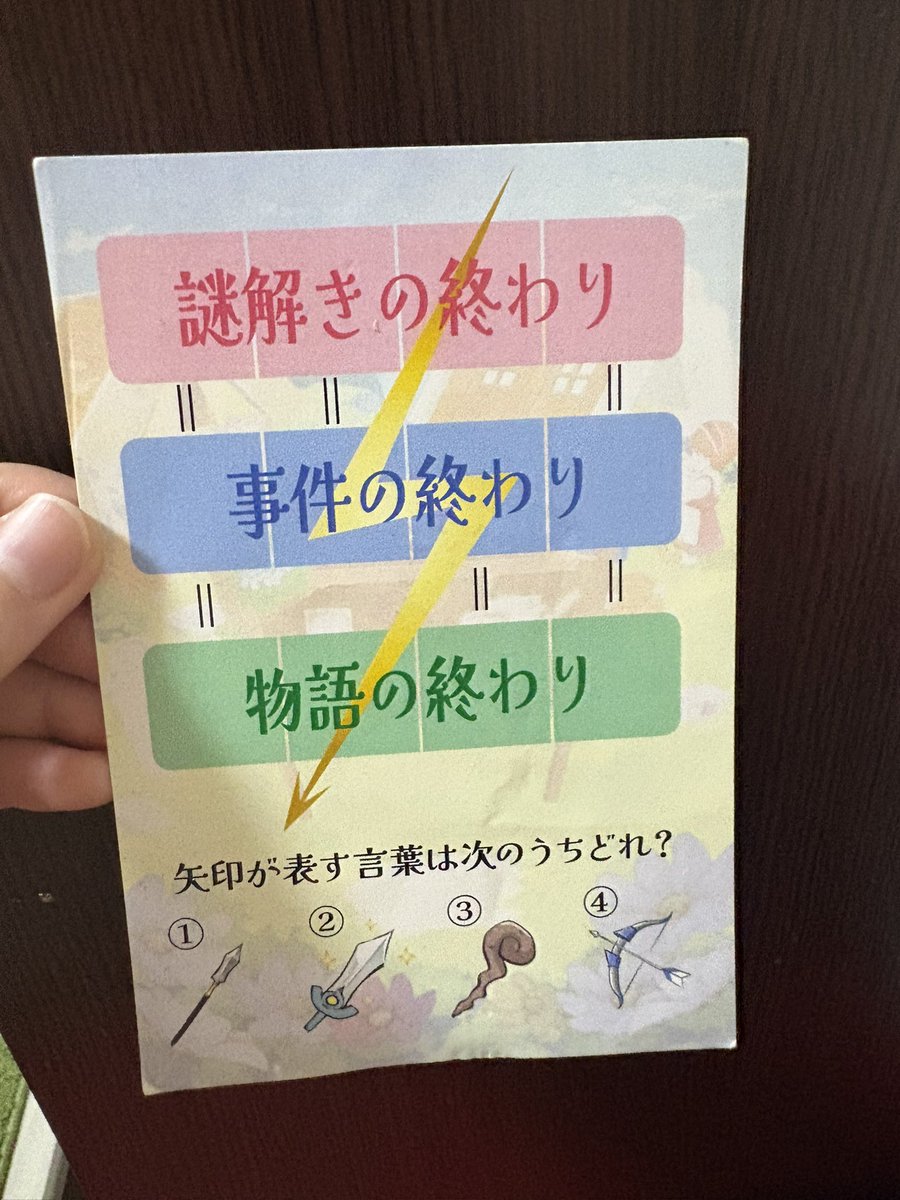 謎解きの終わり
事件の終わり
物語の終わり
矢印が表す言葉は次のうちどれ?
① ② ③ ④